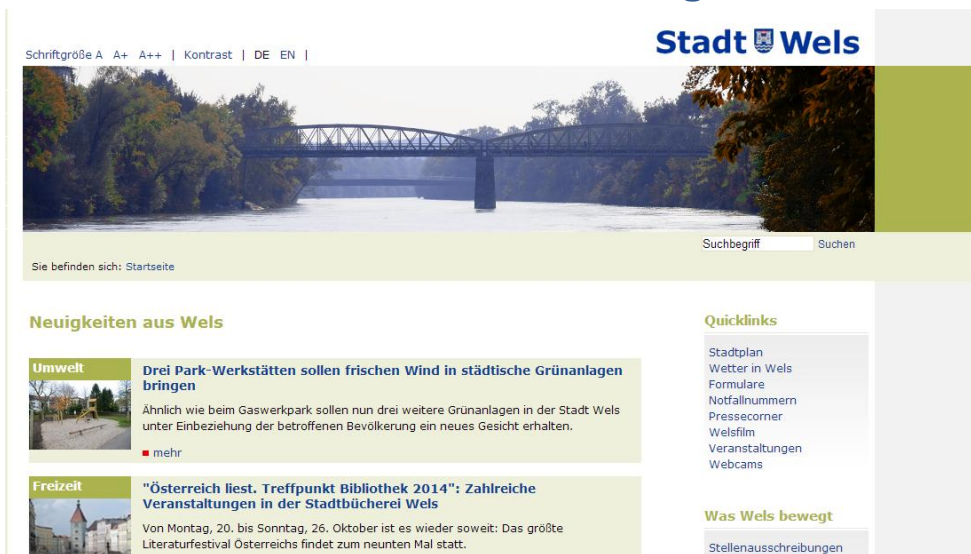 Schriftgröße A A+ A++ | Kontrast | DE EN |
Stadt Wels
Suchbegriff Suchen
Sie befinden sich: Startseite
Neuigkeiten aus Wels
Umwelt
Drei Park-Werkstätten sollen frischen Wind in städtische Grünanlagen
bringen
Ähnlich wie beim Gaswerkpark sollen nun drei weitere Grünanlagen in der Stadt Wels
unter Einbeziehung der betroffenen Bevölkerung ein neues Gesicht erhalten.
mehr
Freizeit
"Österreich liest. Treffpunkt Bibliothek 2014": Zahlreiche
Veranstaltungen in der Stadtbücherei Wels
Von Montag, 20. bis Sonntag, 26. Oktober ist es wieder soweit: Das größte
Literaturfestival Österreichs findet zum neunten Mal statt.
Quicklinks
Stadtplan
Wetter in Wels
Formulare
Notfallnummern
Pressecorner
Welsfilm
Veranstaltungen
Webcams
Was Wels bewegt
Stellenausschreibungen